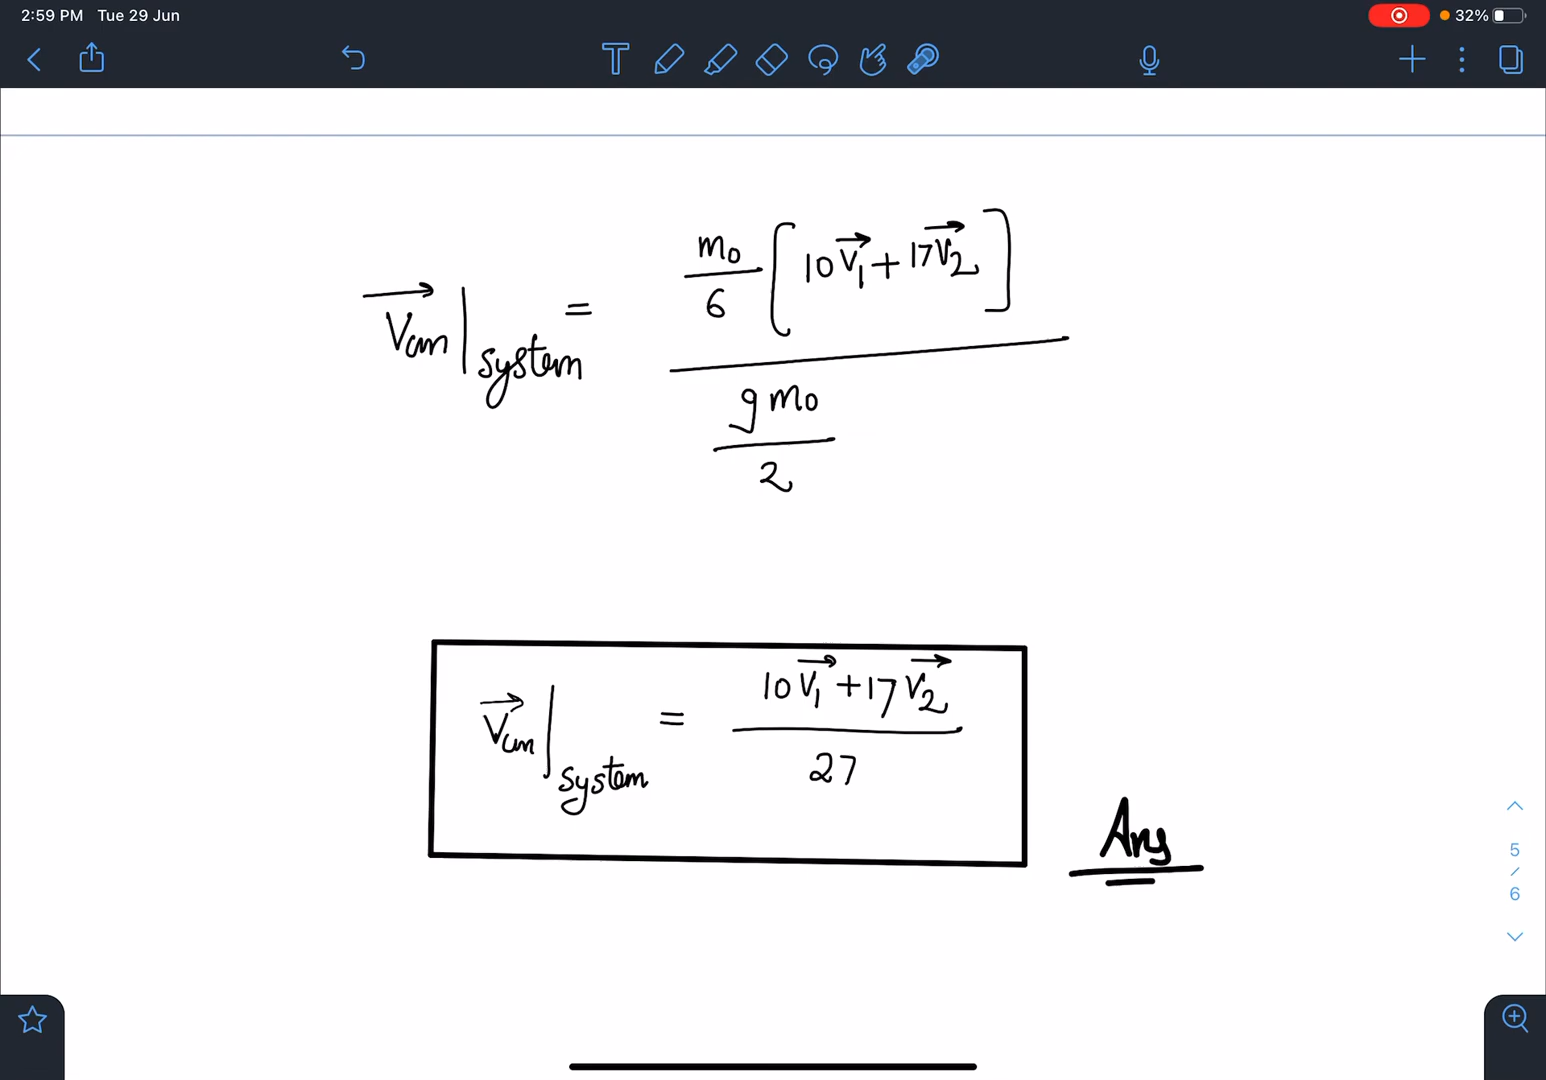 2:59 PM Tue 29 Jun 32%
T
m₀/6 [10V⃗₁ + 17V⃗₂]
V⃗cm|system =
9m₀
2
V⃗cm|system = 10V⃗₁ + 17V⃗₂
27
Ans
5
/
6